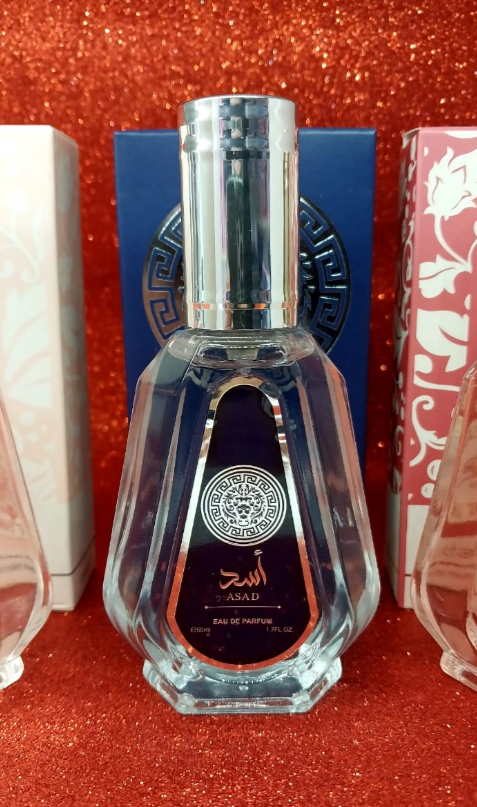 أسد
ASAD
EAU DE PARFUM
℮50ml 1.7FL.OZ.